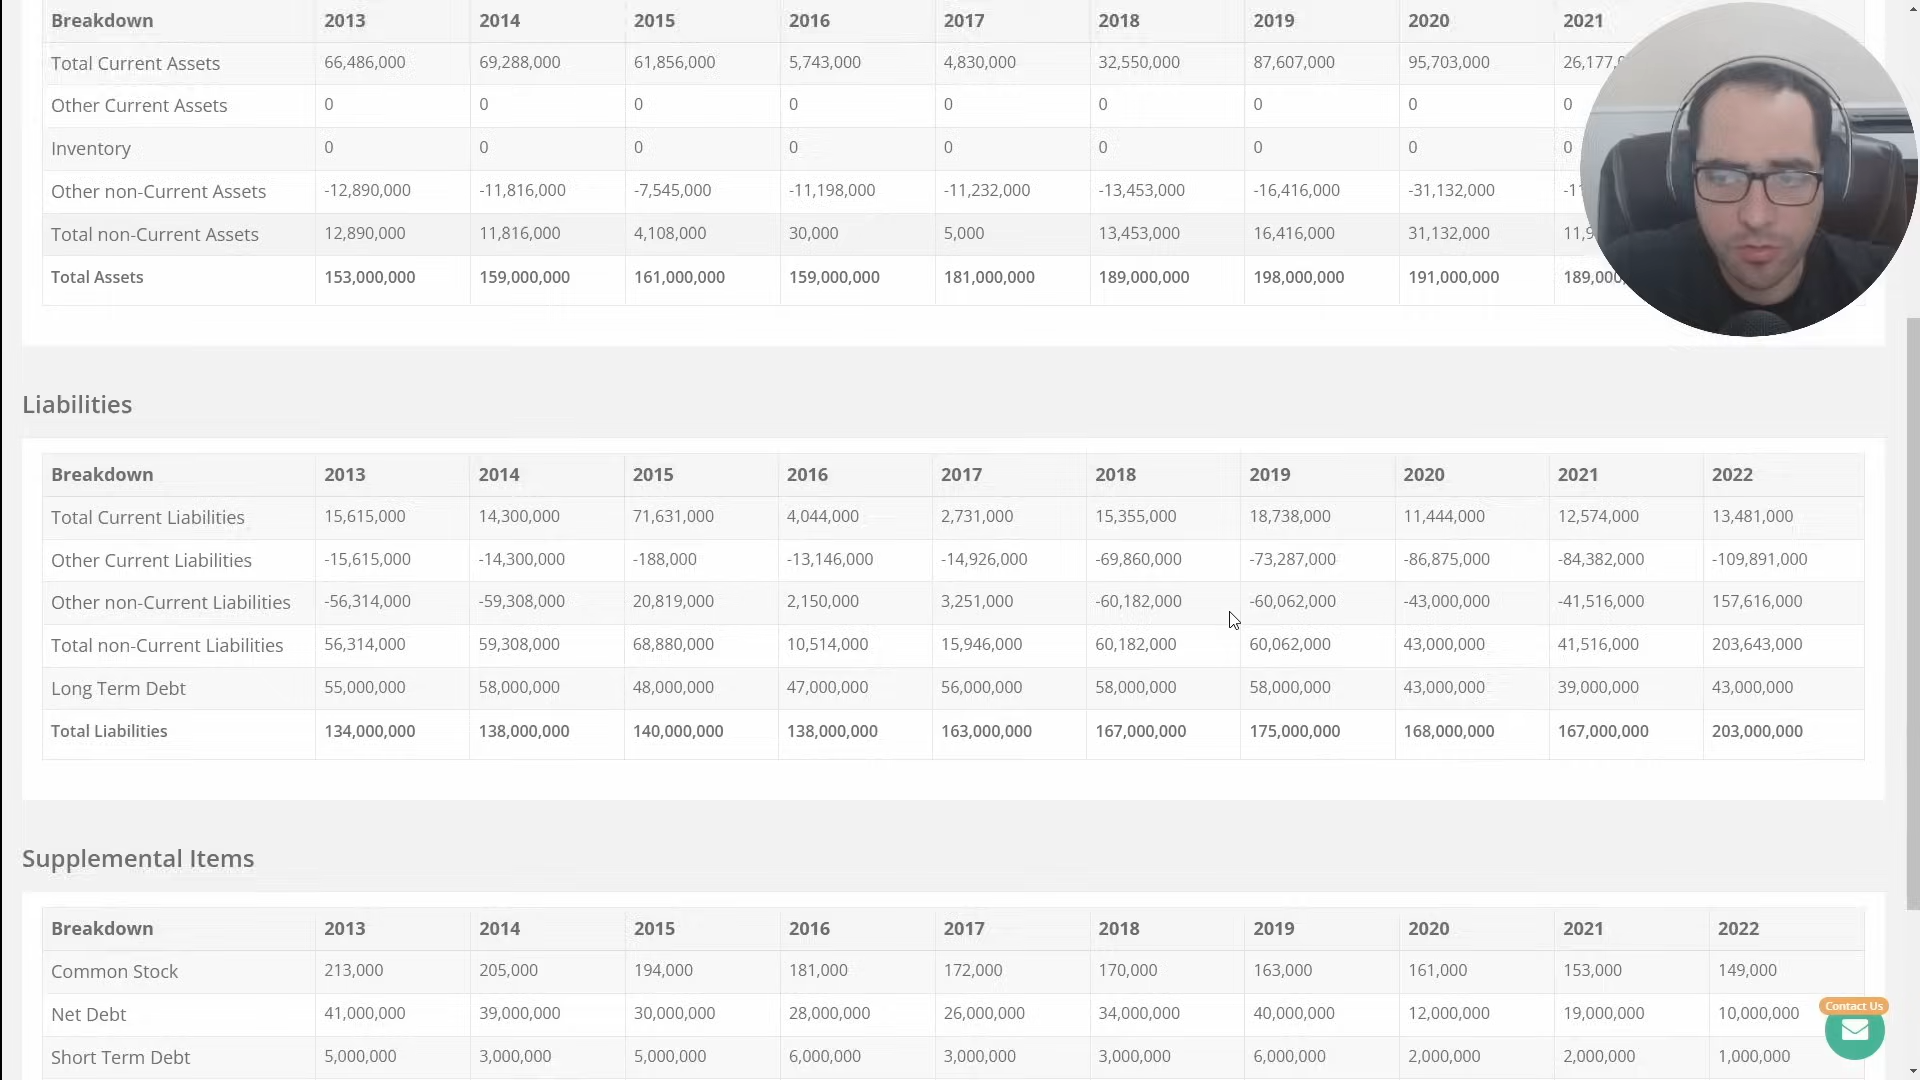 Breakdown 2013 2014 2015 2016 2017 2018 2019 2020 2021
Total Current Assets 66,486,000 69,288,000 61,856,000 5,743,000 4,830,000 32,550,000 87,607,000 95,703,000 26,177,
Other Current Assets 0 0 0 0 0 0 0 0 0
Inventory 0 0 0 0 0 0 0 0 0
Other non-Current Assets -12,890,000 -11,816,000 -7,545,000 -11,198,000 -11,232,000 -13,453,000 -16,416,000 -31,132,000
Total non-Current Assets 12,890,000 11,816,000 4,108,000 30,000 5,000 13,453,000 16,416,000 31,132,000 11,9
Total Assets 153,000,000 159,000,000 161,000,000 159,000,000 181,000,000 189,000,000 198,000,000 191,000,000 189,000,
Liabilities
Breakdown 2013 2014 2015 2016 2017 2018 2019 2020 2021 2022
Total Current Liabilities 15,615,000 14,300,000 71,631,000 4,044,000 2,731,000 15,355,000 18,738,000 11,444,000 12,574,000 13,481,000
Other Current Liabilities -15,615,000 -14,300,000 -188,000 -13,146,000 -14,926,000 -69,860,000 -73,287,000 -86,875,000 -84,382,000 -109,891,000
Other non-Current Liabilities -56,314,000 -59,308,000 20,819,000 2,150,000 3,251,000 -60,182,000 -60,062,000 -43,000,000 -41,516,000 157,616,000
Total non-Current Liabilities 56,314,000 59,308,000 68,880,000 10,514,000 15,946,000 60,182,000 60,062,000 43,000,000 41,516,000 203,643,000
Long Term Debt 55,000,000 58,000,000 48,000,000 47,000,000 56,000,000 58,000,000 58,000,000 43,000,000 39,000,000 43,000,000
Total Liabilities 134,000,000 138,000,000 140,000,000 138,000,000 163,000,000 167,000,000 175,000,000 168,000,000 167,000,000 203,000,000
Supplemental Items
Breakdown 2013 2014 2015 2016 2017 2018 2019 2020 2021 2022
Common Stock 213,000 205,000 194,000 181,000 172,000 170,000 163,000 161,000 153,000 149,000
Net Debt 41,000,000 39,000,000 30,000,000 28,000,000 26,000,000 34,000,000 40,000,000 12,000,000 19,000,000 10,000,000
Contact Us
Short Term Debt 5,000,000 3,000,000 5,000,000 6,000,000 3,000,000 3,000,000 6,000,000 2,000,000 2,000,000 1,000,000